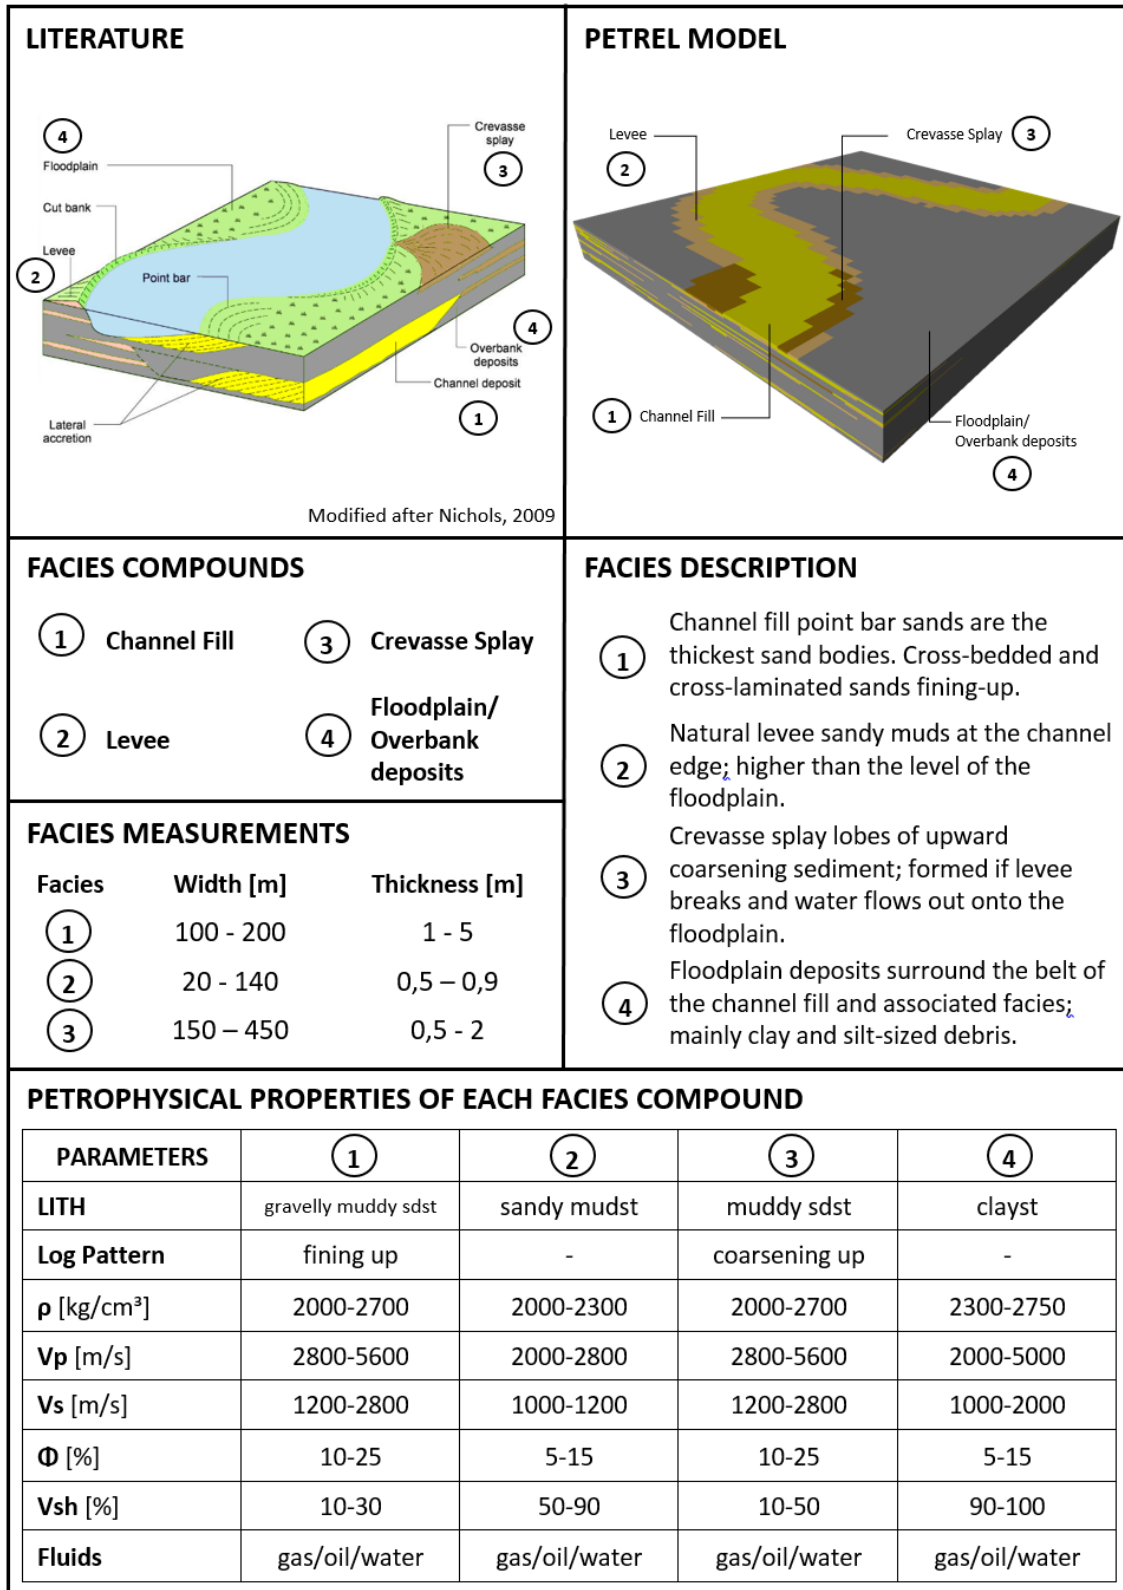 LITERATURE
4
Floodplain
Cut bank
Levee
2
Point bar
Crevasse
splay
3
4
Overbank
deposits
Channel deposit
1
Lateral
accretion
Modified after Nichols, 2009
PETREL MODEL
Levee
2
Crevasse Splay
3
1
Channel Fill
Floodplain/
Overbank deposits
4
FACIES COMPOUNDS
1 Channel Fill
3 Crevasse Splay
2 Levee
4 Floodplain/
Overbank
deposits
FACIES DESCRIPTION
1
Channel fill point bar sands are the
thickest sand bodies. Cross-bedded and
cross-laminated sands fining-up.
2
Natural levee sandy muds at the channel
edge; higher than the level of the
floodplain.
3
Crevasse splay lobes of upward
coarsening sediment; formed if levee
breaks and water flows out onto the
floodplain.
4
Floodplain deposits surround the belt of
the channel fill and associated facies;
mainly clay and silt-sized debris.
FACIES MEASUREMENTS
Facies Width [m] Thickness [m]
1 100 - 200 1 - 5
2 20 - 140 0,5 – 0,9
3 150 – 450 0,5 - 2
PETROPHYSICAL PROPERTIES OF EACH FACIES COMPOUND
PARAMETERS 1 2 3 4
LITH gravelly muddy sdst sandy mudst muddy sdst clayst
Log Pattern fining up - coarsening up -
ρ [kg/cm³] 2000-2700 2000-2300 2000-2700 2300-2750
Vp [m/s] 2800-5600 2000-2800 2800-5600 2000-5000
Vs [m/s] 1200-2800 1000-1200 1200-2800 1000-2000
Φ [%] 10-25 5-15 10-25 5-15
Vsh [%] 10-30 50-90 10-50 90-100
Fluids gas/oil/water gas/oil/water gas/oil/water gas/oil/water